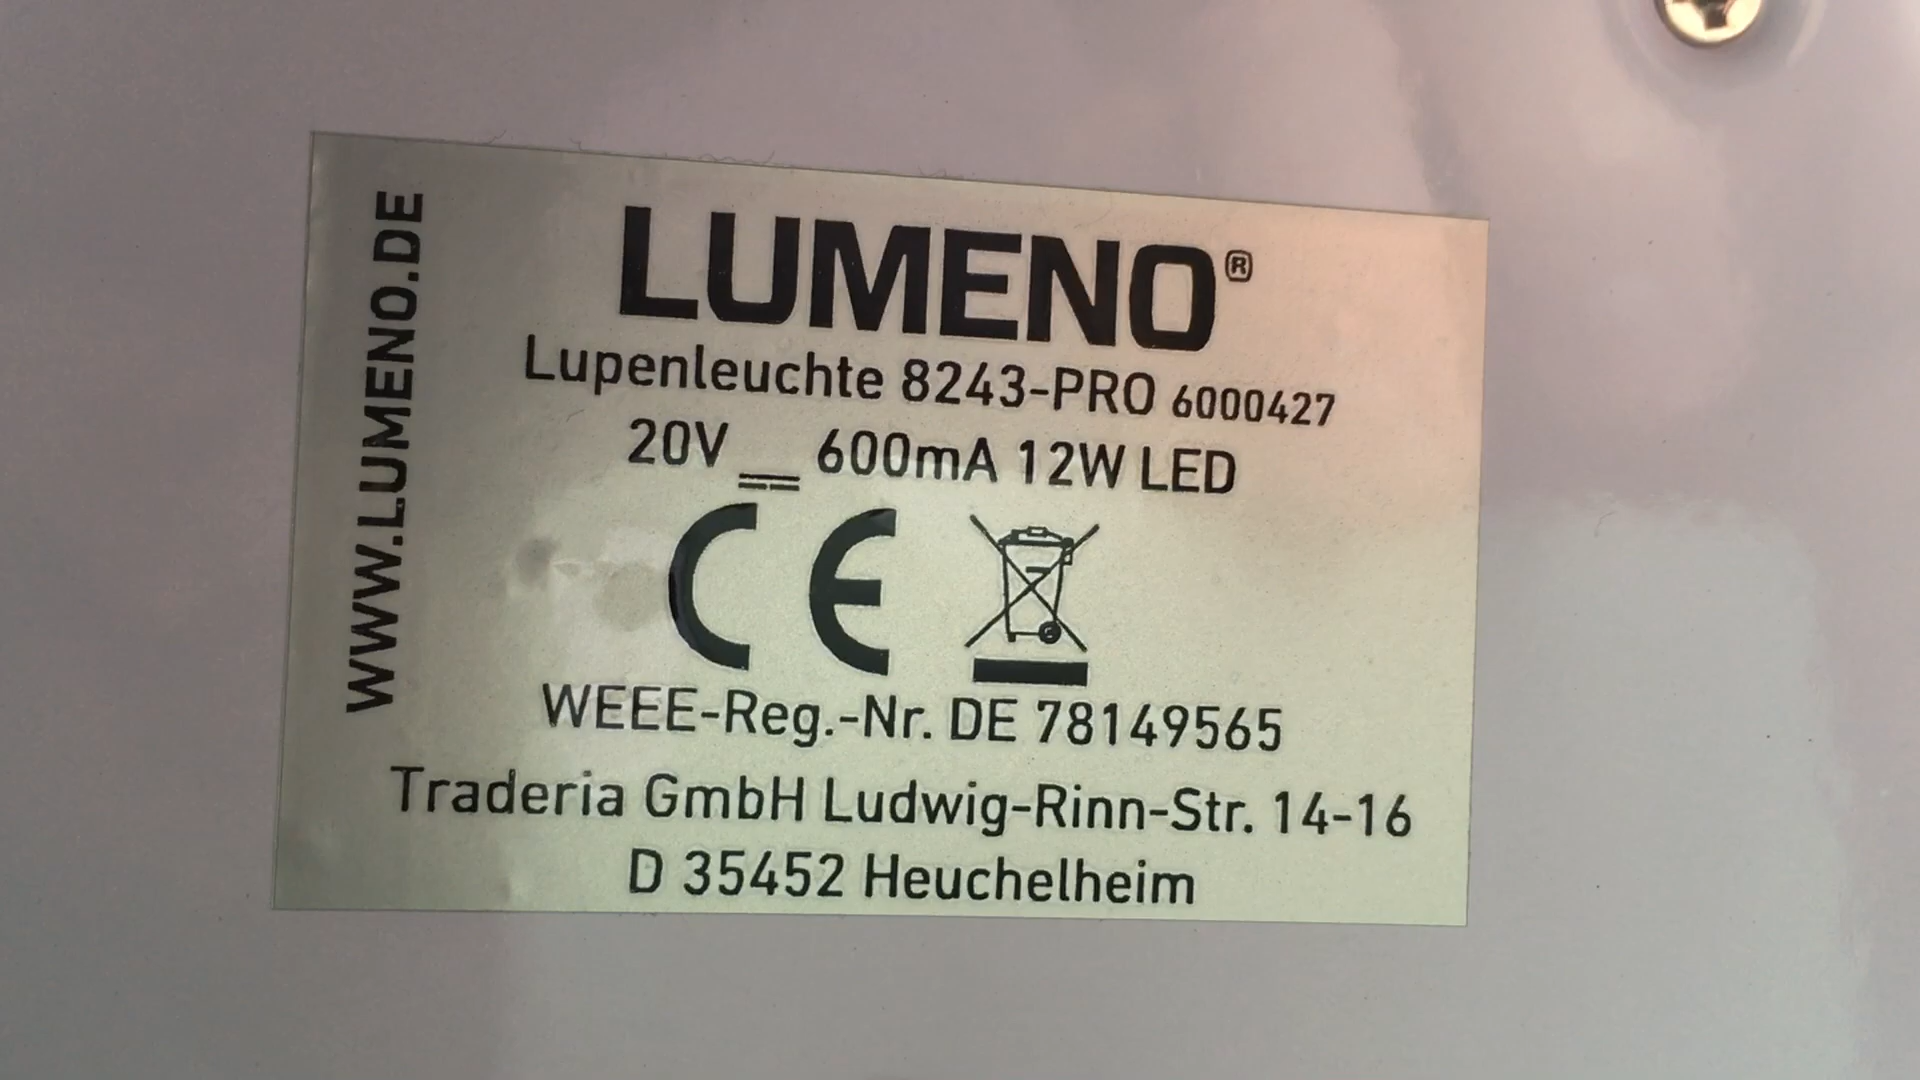 WWW.LUMENO.DE
LUMENO®
Lupenleuchte 8243-PRO 6000427
20V ⎓ 600mA 12W LED
CE
WEEE-Reg.-Nr. DE 78149565
Traderia GmbH Ludwig-Rinn-Str. 14-16
D 35452 Heuchelheim